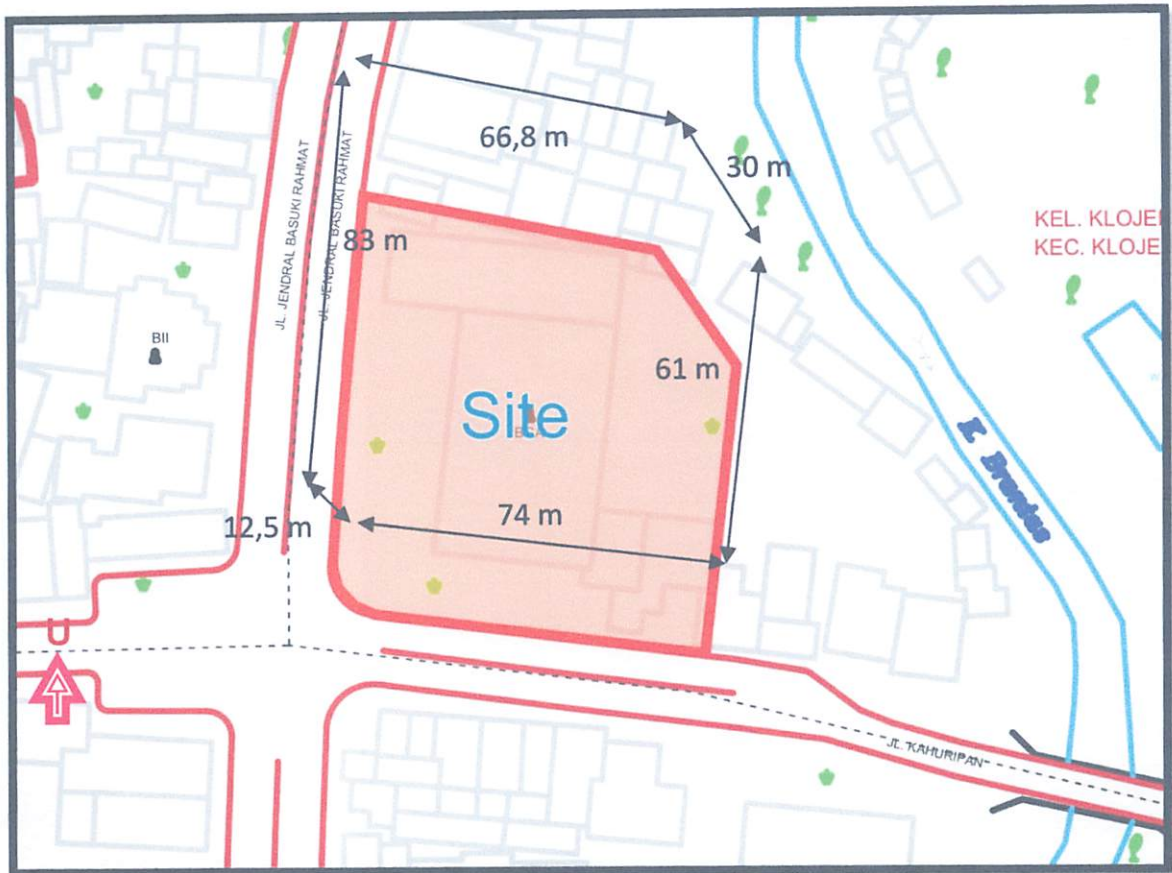 66,8 m
30 m
JL. JENDRAL BASUKI RAHMAT
JL. JENDRAL BASUKI RAHMAT
83 m
KEL. KLOJE
KEC. KLOJE
BII
61 m
Site
K Brantas
74 m
12,5 m
U
JL. KAHURIPAN